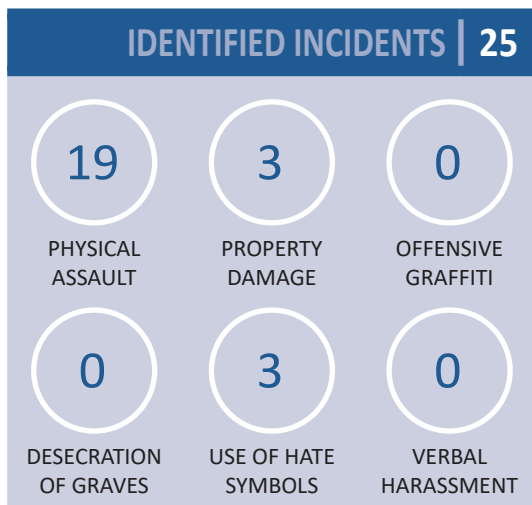 IDENTIFIED INCIDENTS | 25
19 3 0
PHYSICAL PROPERTY OFFENSIVE
ASSAULT DAMAGE GRAFFITI
0 3 0
DESECRATION USE OF HATE VERBAL
OF GRAVES SYMBOLS HARASSMENT